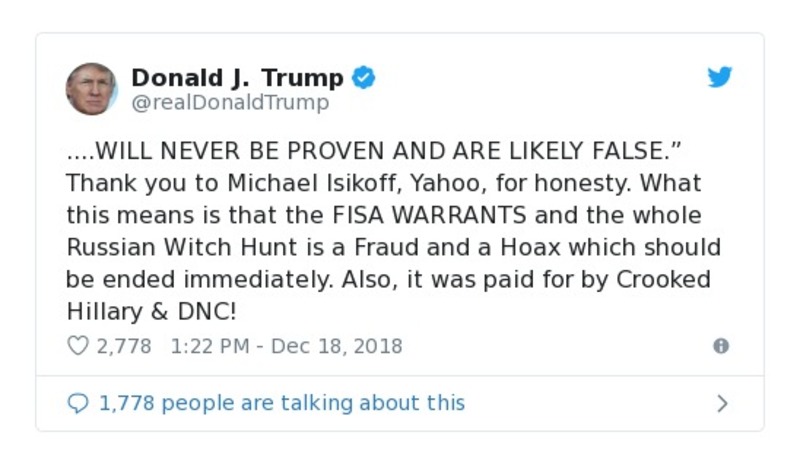 Donald J. Trump
@realDonaldTrump
....WILL NEVER BE PROVEN AND ARE LIKELY FALSE.”
Thank you to Michael Isikoff, Yahoo, for honesty. What
this means is that the FISA WARRANTS and the whole
Russian Witch Hunt is a Fraud and a Hoax which should
be ended immediately. Also, it was paid for by Crooked
Hillary & DNC!
2,778 1:22 PM - Dec 18, 2018
1,778 people are talking about this